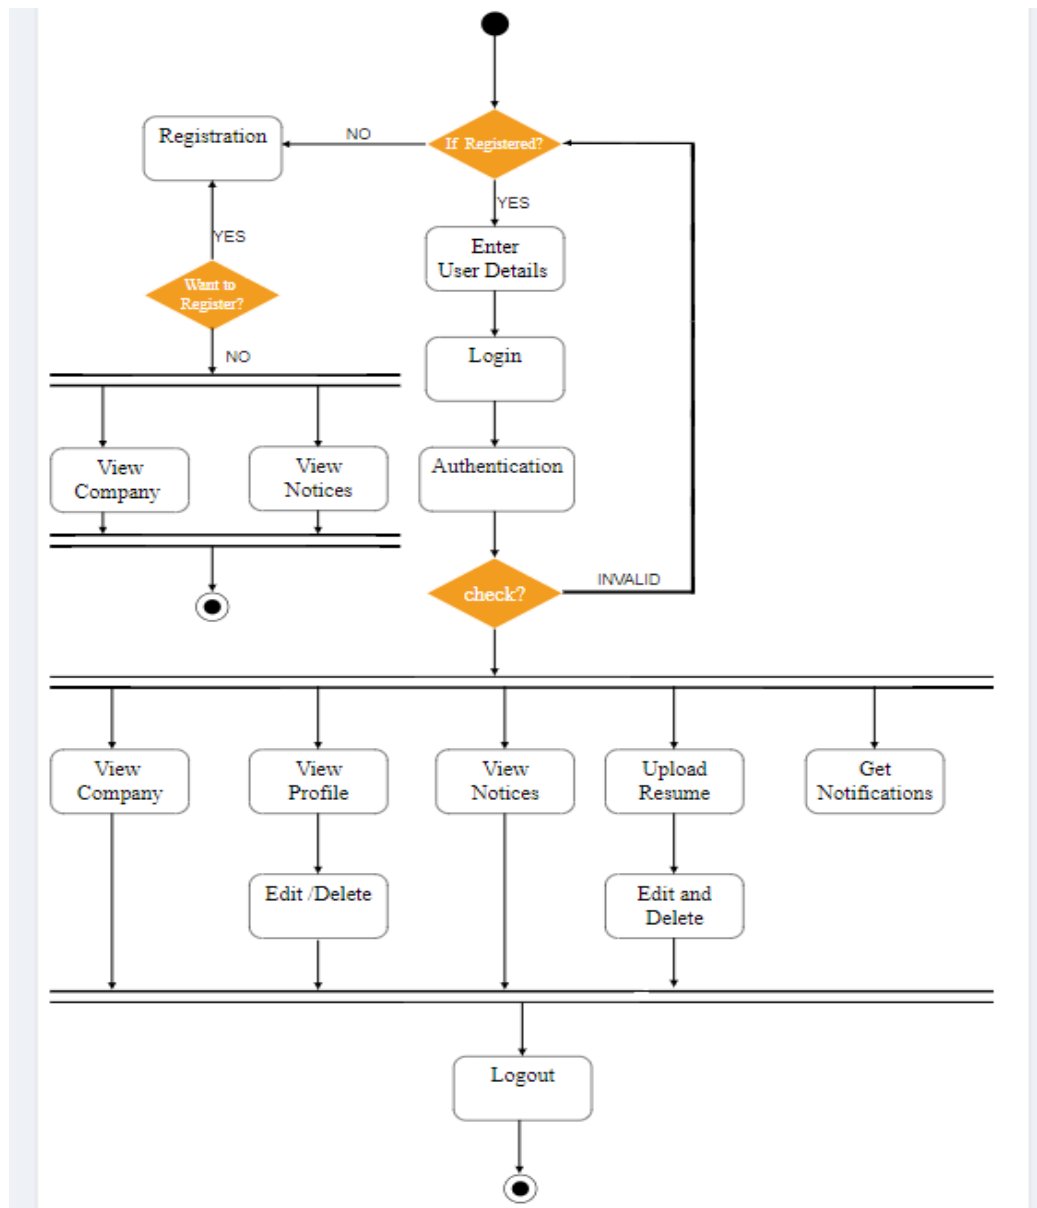 NO
If Registered?
Registration
YES
Enter
User Details
YES
Want to
Register?
NO
Login
View
Company
View
Notices
Authentication
INVALID
check?
View
Company
View
Profile
View
Notices
Upload
Resume
Get
Notifications
Edit /Delete
Edit and
Delete
Logout